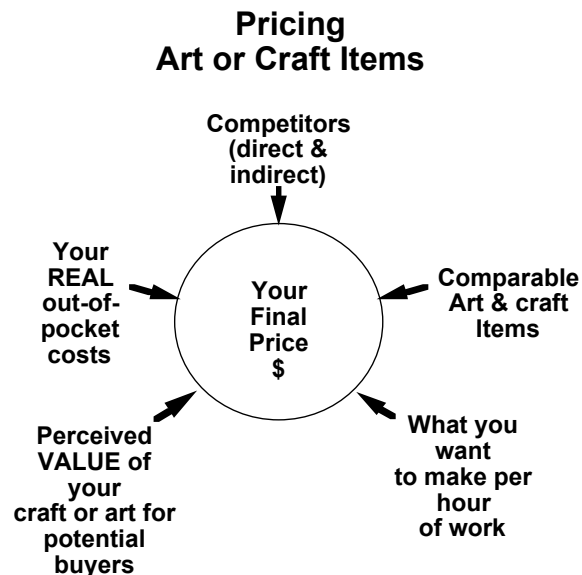 Pricing
Art or Craft Items
Competitors
(direct &
indirect)
Your
REAL
out-of-
pocket
costs
Your
Final
Price
$
Comparable
Art & craft
Items
Perceived
VALUE of
your
craft or art for
potential
buyers
What you
want
to make per
hour
of work